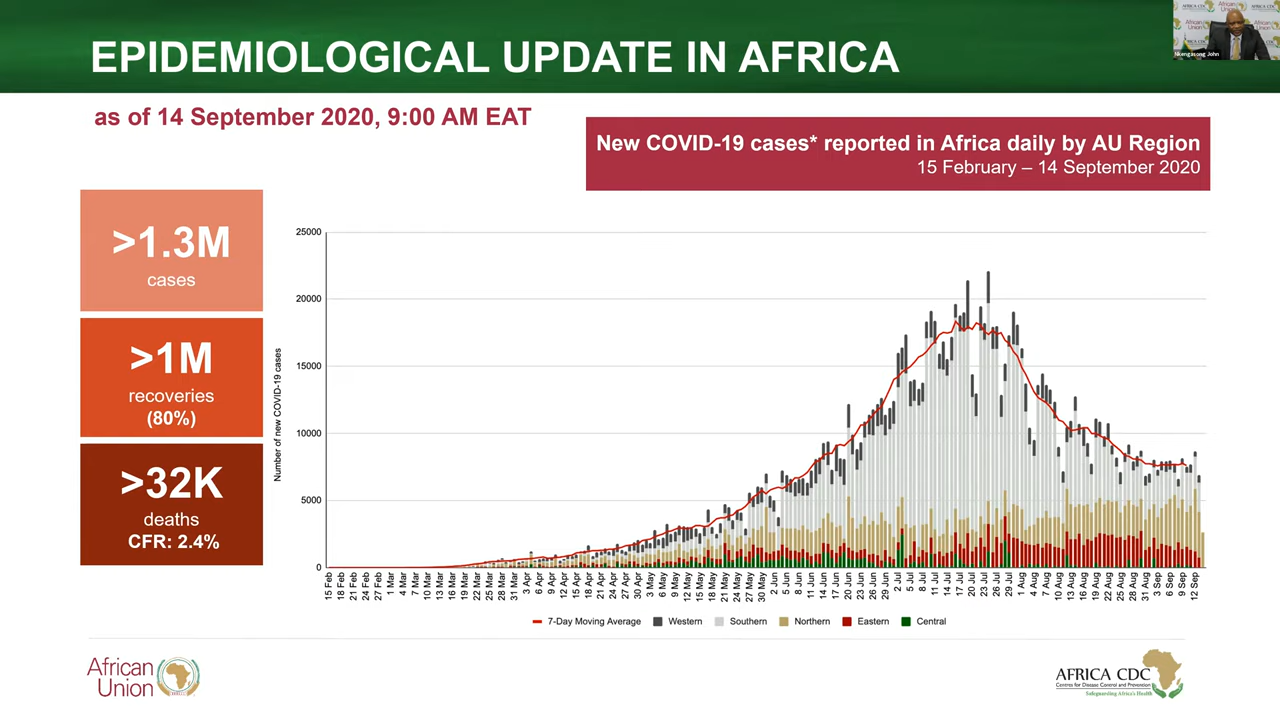 EPIDEMIOLOGICAL UPDATE IN AFRICA
as of 14 September 2020, 9:00 AM EAT
New COVID-19 cases* reported in Africa daily by AU Region
15 February – 14 September 2020
>1.3M
cases
>1M
recoveries
(80%)
>32K
deaths
CFR: 2.4%
Number of new COVID-19 cases
25000
20000
15000
10000
5000
0
15 Feb
18 Feb
21 Feb
24 Feb
27 Feb
1 Mar
4 Mar
7 Mar
10 Mar
13 Mar
16 Mar
19 Mar
22 Mar
25 Mar
28 Mar
31 Mar
3 Apr
6 Apr
9 Apr
12 Apr
15 Apr
18 Apr
21 Apr
24 Apr
27 Apr
30 Apr
3 May
6 May
9 May
12 May
15 May
18 May
21 May
24 May
27 May
30 May
2 Jun
5 Jun
8 Jun
11 Jun
14 Jun
17 Jun
20 Jun
23 Jun
26 Jun
29 Jun
2 Jul
5 Jul
8 Jul
11 Jul
14 Jul
17 Jul
20 Jul
23 Jul
26 Jul
29 Jul
1 Aug
4 Aug
7 Aug
10 Aug
13 Aug
16 Aug
19 Aug
22 Aug
25 Aug
28 Aug
31 Aug
3 Sep
6 Sep
9 Sep
12 Sep
7-Day Moving Average
Western
Southern
Northern
Eastern
Central
African
Union
AFRICA CDC
Centres for Disease Control and Prevention
Safeguarding Africa's Health
AFRICA CDC
African
Union
Nkengasong John